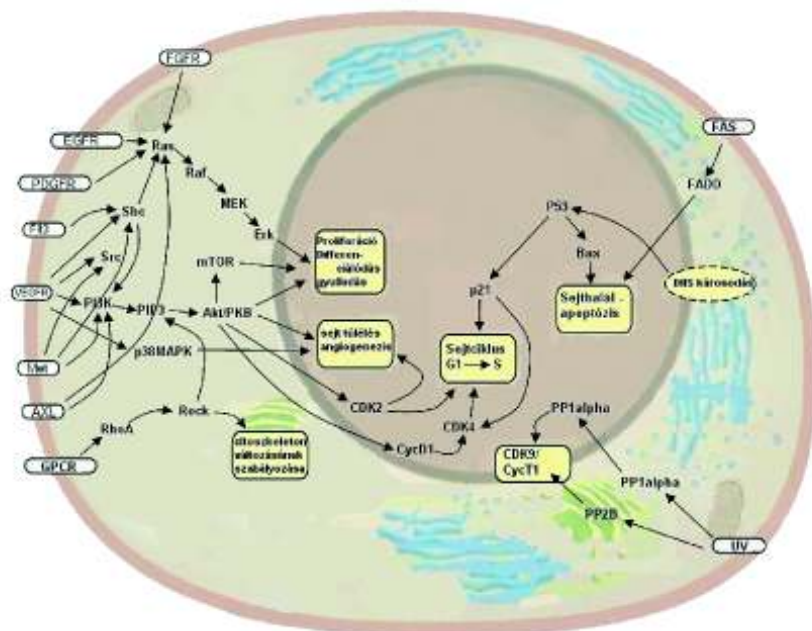 FGFR
EGFR
Ras
FAS
PDGFR
Raf
FADD
MEK
Shc
P53
Erk
Src
mTOR
Bax
Proliferáció
Differen-
ciálódás
gyulladás
DNS károsodás
VEGFR
PI3K
PIP3
Akt/PKB
p21
Sejthalál -
apoptózis
sejt túlélés
angiogenezis
p38MAPK
Sejtciklus
G1 S
Met
AXL
CDK2
Rock
RhoA
CDK4
PP1alpha
GPCR
citoszkeleton
változásának
szabályozása
CycD1
CDK9/
CycT1
PP1alpha
PP2B
UV